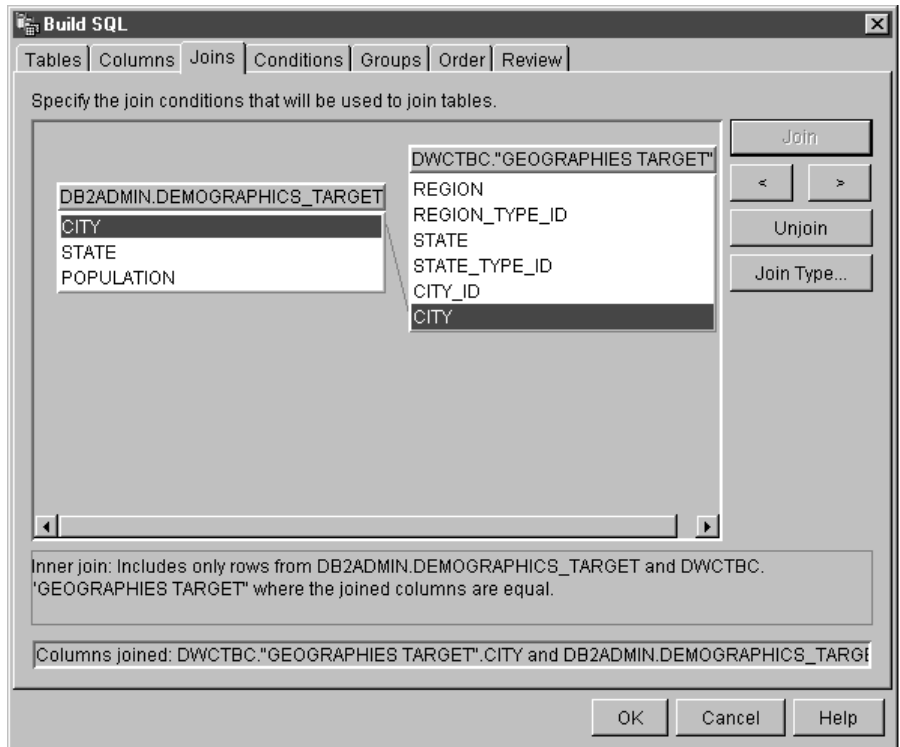 Build SQL
Tables Columns Joins Conditions Groups Order Review
Specify the join conditions that will be used to join tables.
DB2ADMIN.DEMOGRAPHICS_TARGET
CITY
STATE
POPULATION
DWCTBC."GEOGRAPHIES TARGET"
REGION
REGION_TYPE_ID
STATE
STATE_TYPE_ID
CITY_ID
CITY
Join
< >
Unjoin
Join Type...
Inner join: Includes only rows from DB2ADMIN.DEMOGRAPHICS_TARGET and DWCTBC.
"GEOGRAPHIES TARGET" where the joined columns are equal.
Columns joined: DWCTBC."GEOGRAPHIES TARGET".CITY and DB2ADMIN.DEMOGRAPHICS_TARGE
OK Cancel Help